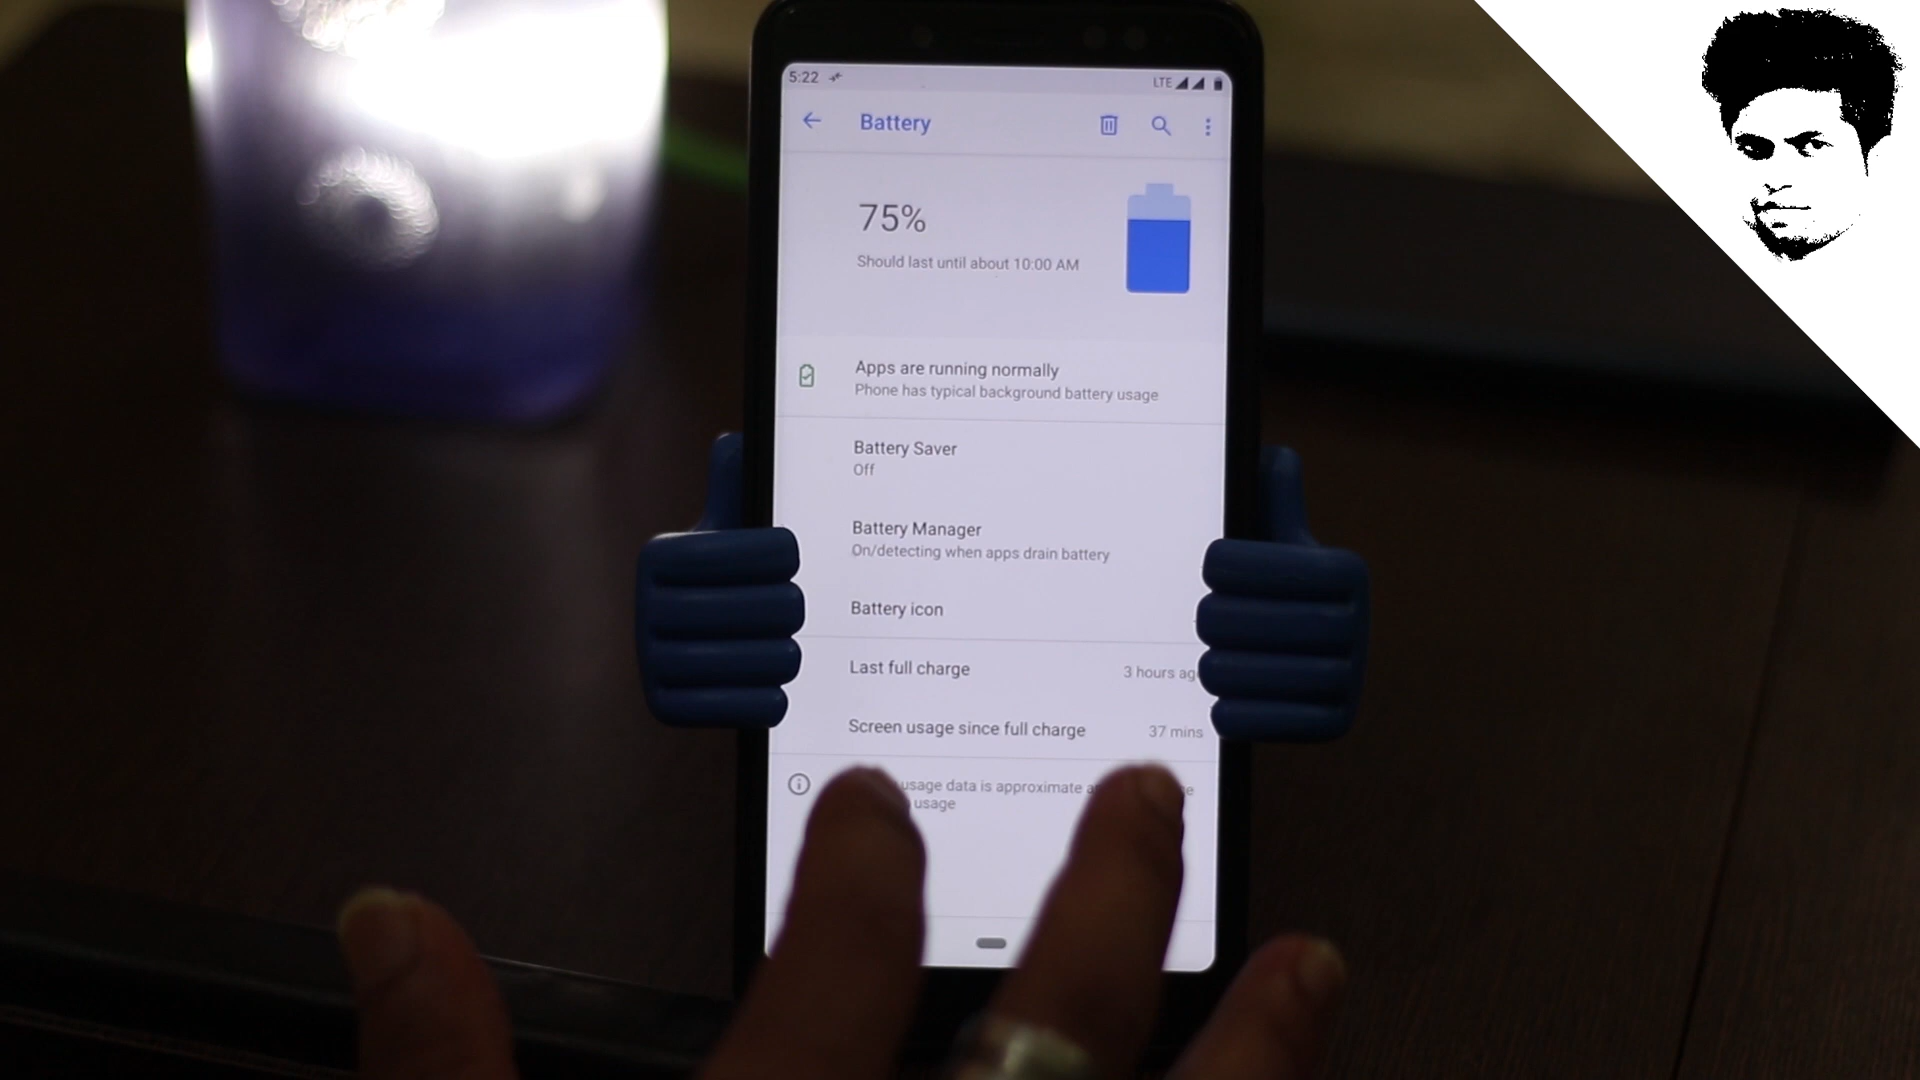 5:22 LTE
Battery
75%
Should last until about 10:00 AM
Apps are running normally
Phone has typical background battery usage
Battery Saver
Off
Battery Manager
On/detecting when apps drain battery
Battery icon
Last full charge 3 hours
Screen usage since full charge 37 mins
usage data is approximate
usage